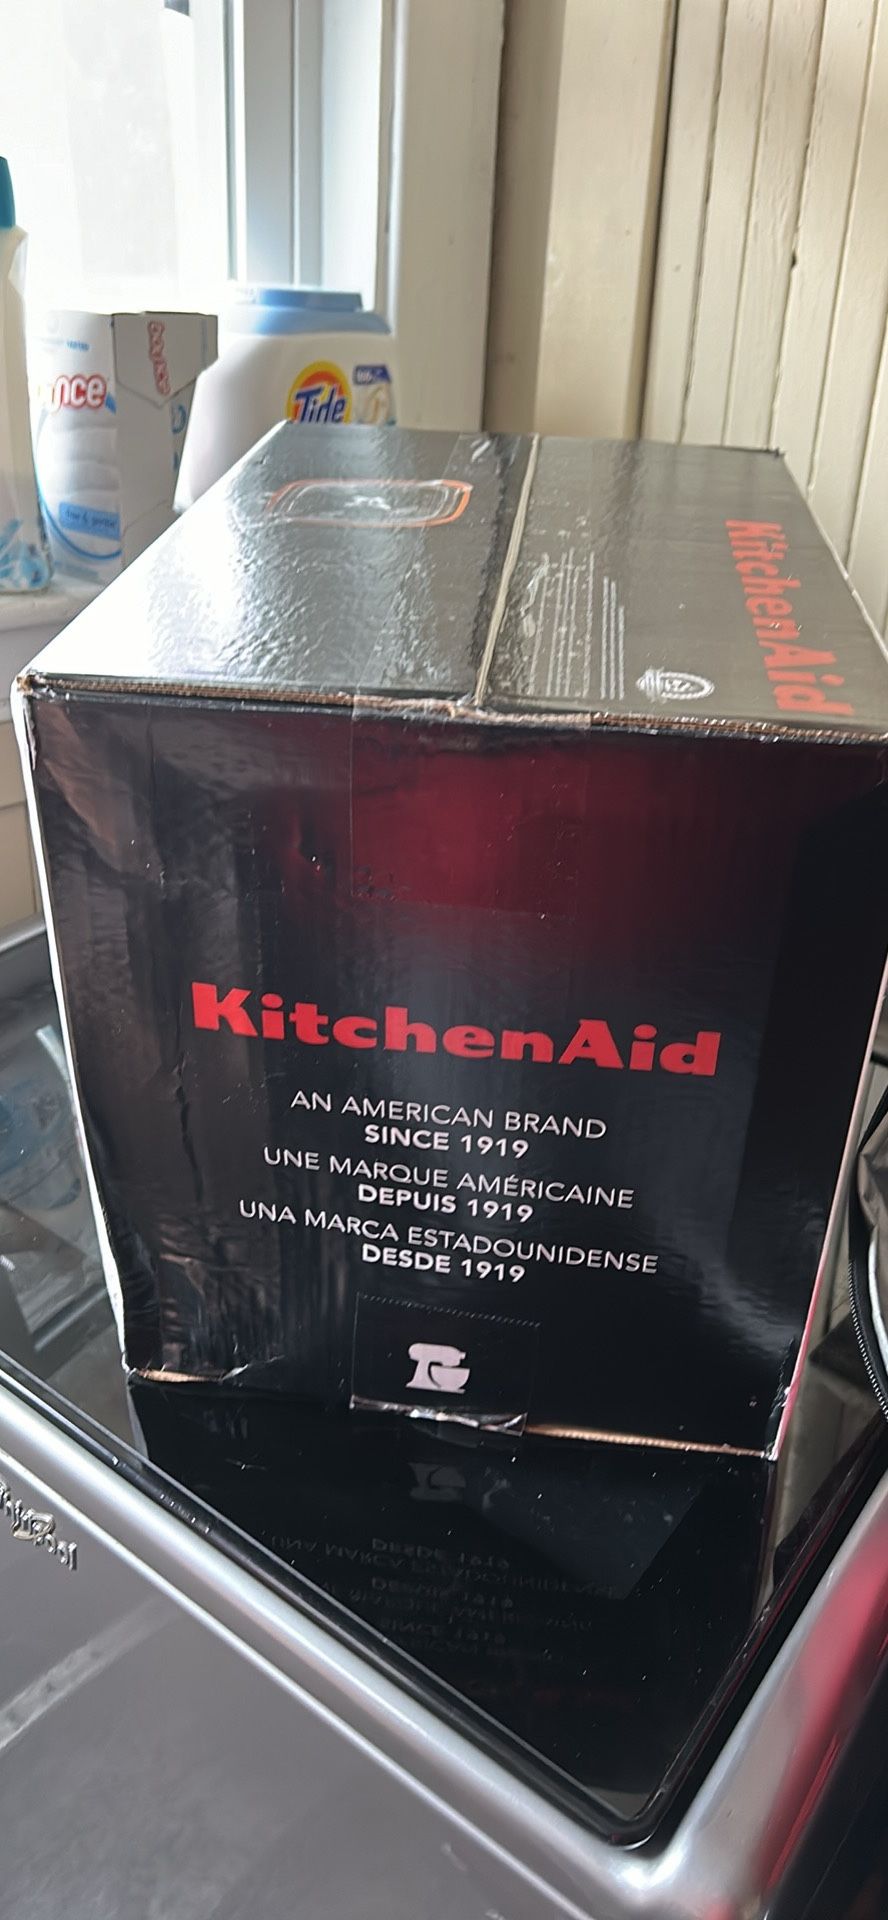 Tide
KitchenAid
KitchenAid
AN AMERICAN BRAND
SINCE 1919
UNE MARQUE AMÉRICAINE
DEPUIS 1919
UNA MARCA ESTADOUNIDENSE
DESDE 1919